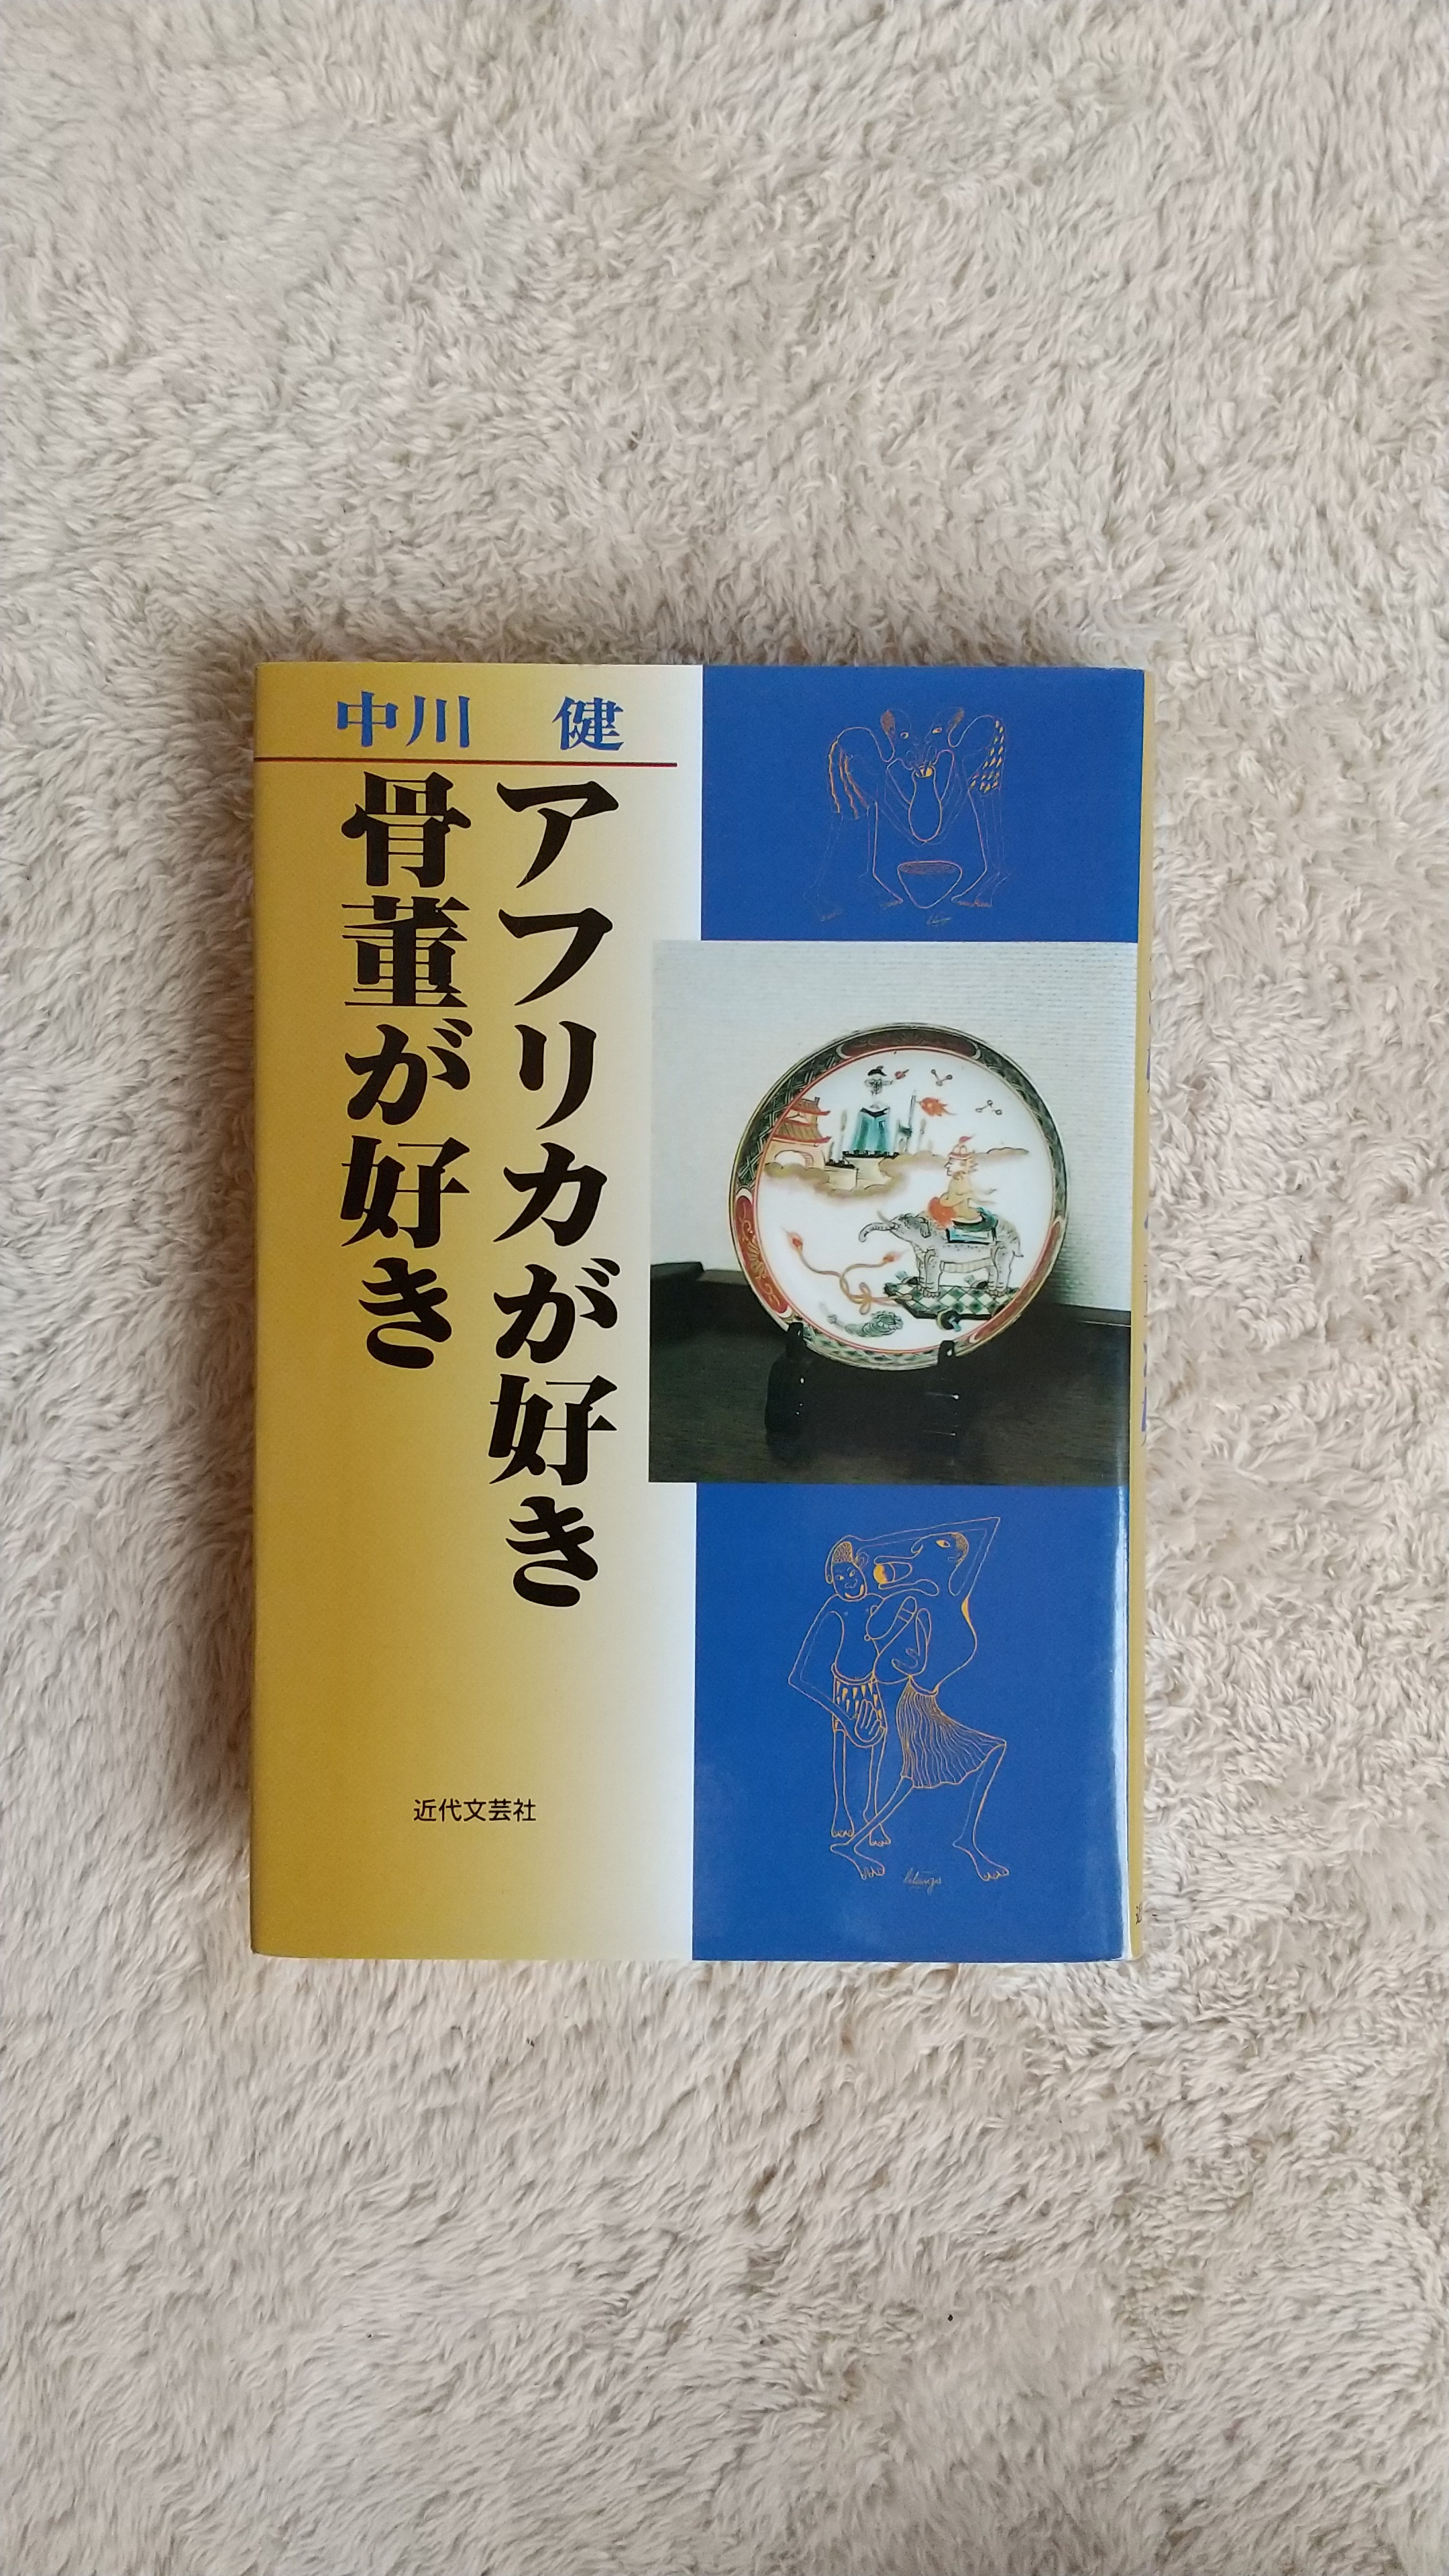 中川 健
アフリカが好き
骨董が好き
近代文芸社